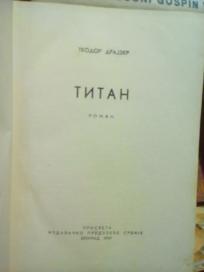 ТЕОДОР ДРАЈЗЕР
ТИТАН
РОМАН
ПРОСВЕТА
ИЗДАВАЧКО ПРЕДУЗЕЋЕ СРБИЈЕ
БЕОГРАД